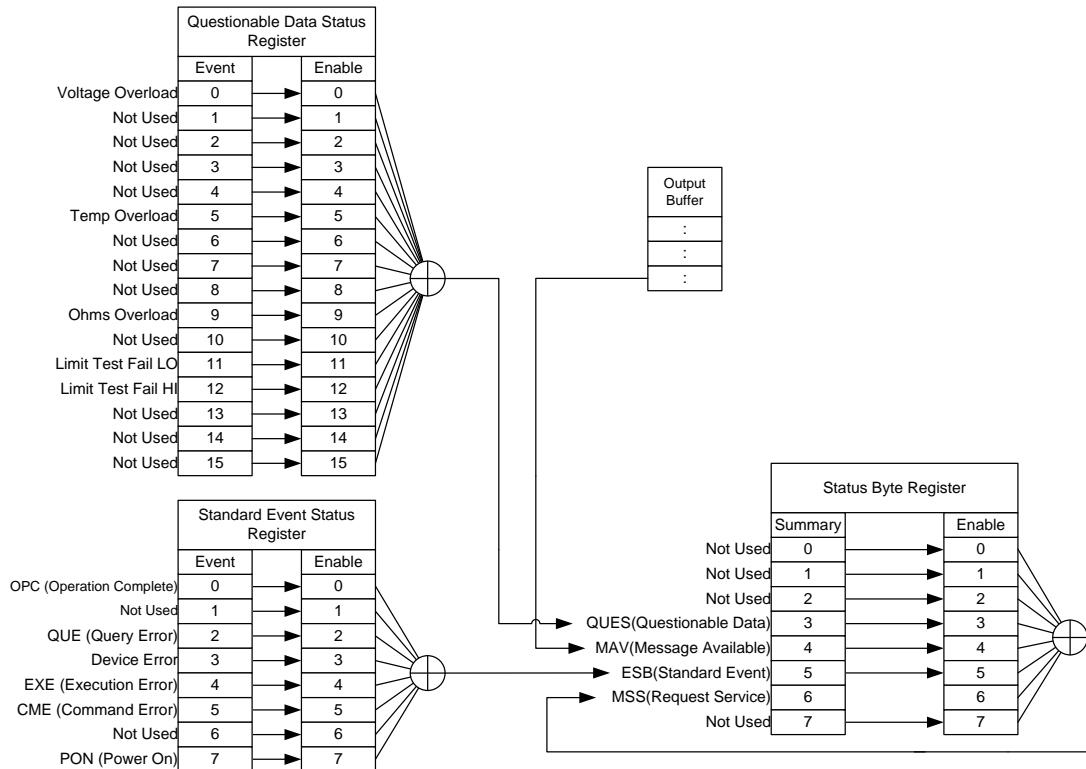 Questionable Data Status
Register
Event Enable
Voltage Overload 0 0
Not Used 1 1
Not Used 2 2
Not Used 3 3
Not Used 4 4
Temp Overload 5 5
Not Used 6 6
Not Used 7 7
Not Used 8 8
Ohms Overload 9 9
Not Used 10 10
Limit Test Fail LO 11 11
Limit Test Fail HI 12 12
Not Used 13 13
Not Used 14 14
Not Used 15 15
Output
Buffer
:
:
:
Standard Event Status
Register
Event Enable
OPC (Operation Complete) 0 0
Not Used 1 1
QUE (Query Error) 2 2
Device Error 3 3
EXE (Execution Error) 4 4
CME (Command Error) 5 5
Not Used 6 6
PON (Power On) 7 7
Status Byte Register
Summary Enable
Not Used 0 0
Not Used 1 1
Not Used 2 2
QUES(Questionable Data) 3 3
MAV(Message Available) 4 4
ESB(Standard Event) 5 5
MSS(Request Service) 6 6
Not Used 7 7